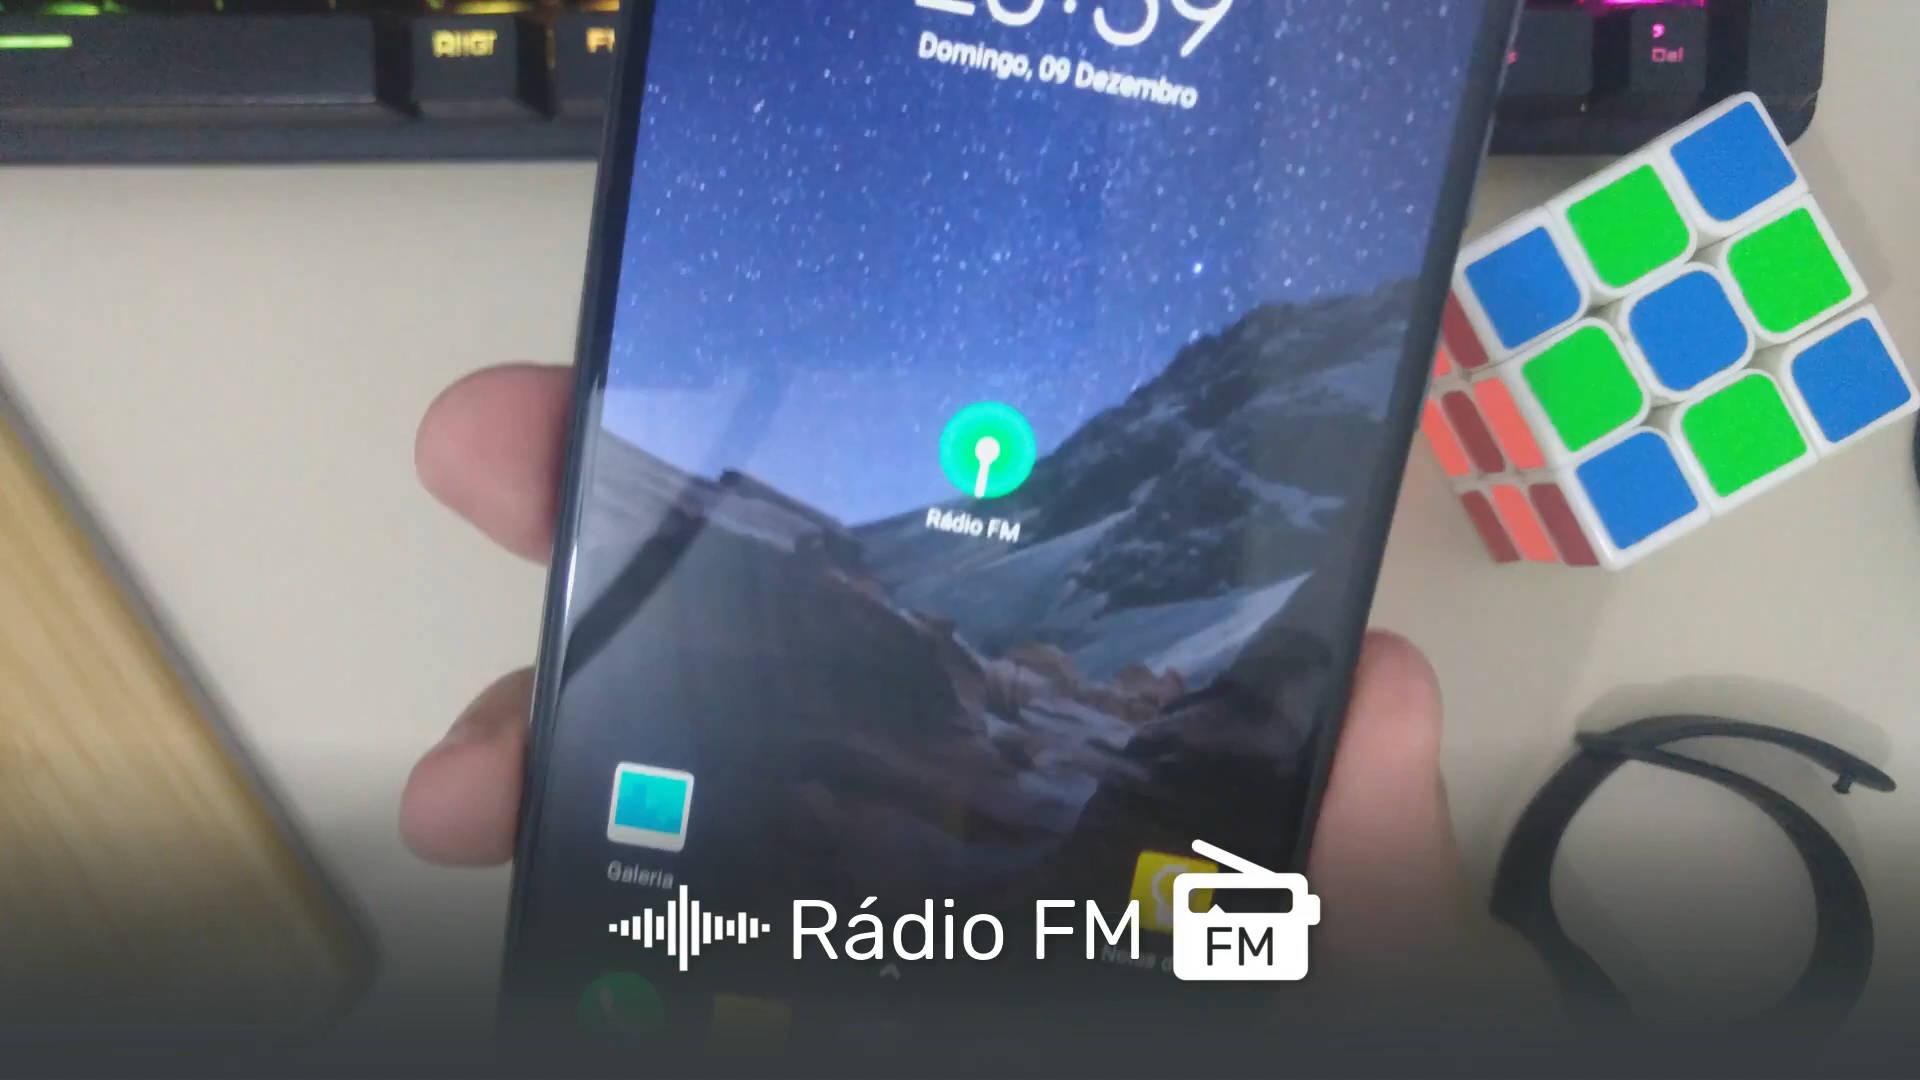 Domingo, 09 Dezembro
Del
Rádio FM
Galeria
Rádio FM
FM